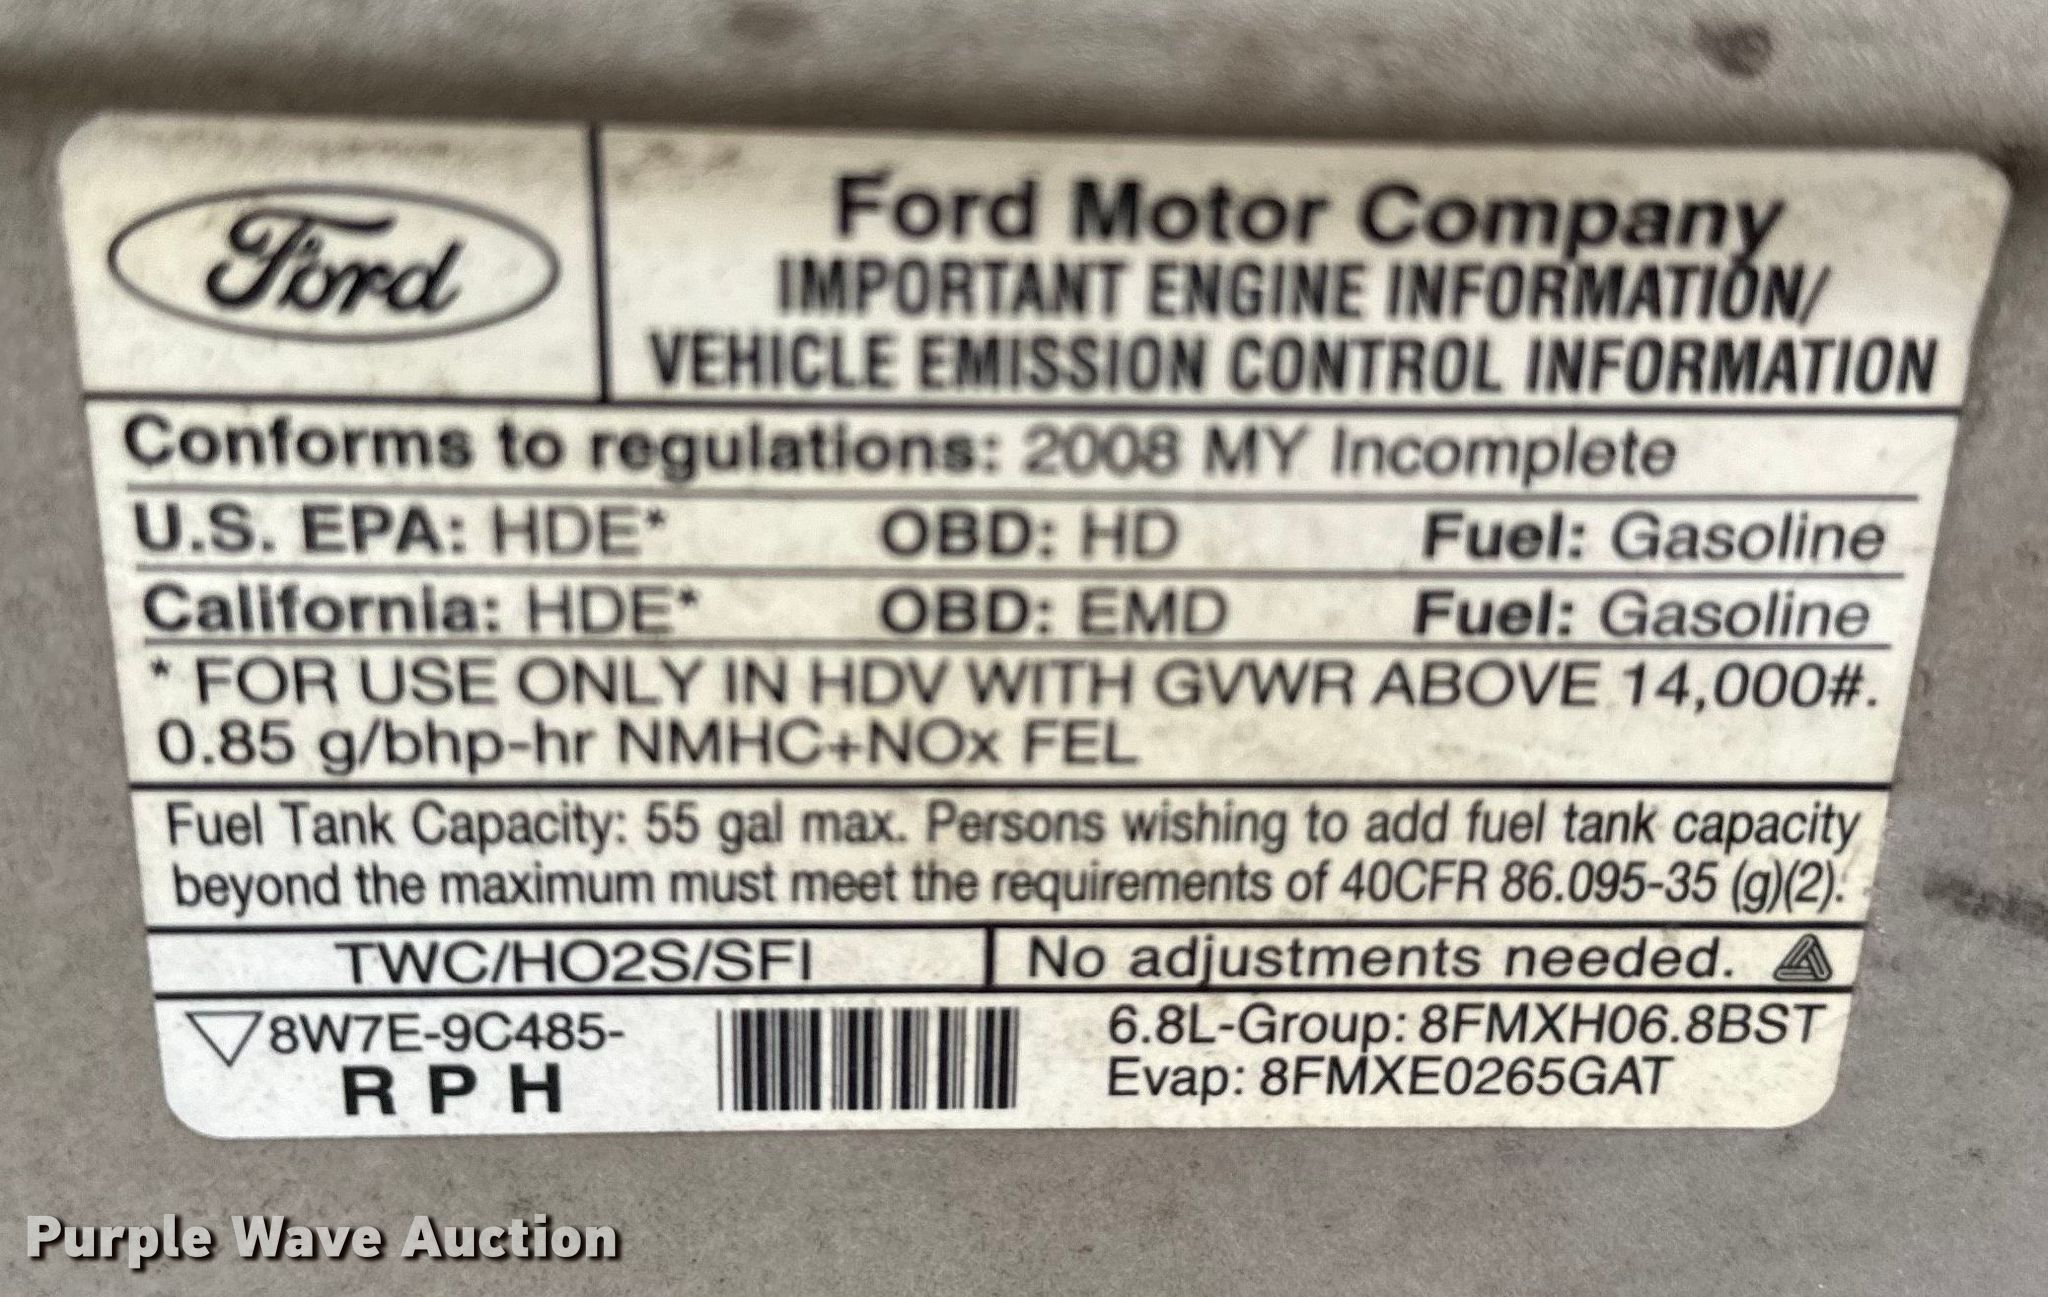 Ford
Ford Motor Company
IMPORTANT ENGINE INFORMATION/
VEHICLE EMISSION CONTROL INFORMATION
Conforms to regulations: 2008 MY Incomplete
U.S. EPA: HDE* OBD: HD Fuel: Gasoline
California: HDE* OBD: EMD Fuel: Gasoline
* FOR USE ONLY IN HDV WITH GVWR ABOVE 14,000#.
0.85 g/bhp-hr NMHC+NOx FEL
Fuel Tank Capacity: 55 gal max. Persons wishing to add fuel tank capacity
beyond the maximum must meet the requirements of 40CFR 86.095-35 (g)(2).
TWC/HO2S/SFI No adjustments needed.
8W7E-9C485-
R P H
6.8L-Group: 8FMXH06.8BST
Evap: 8FMXE0265GAT
Purple Wave Auction